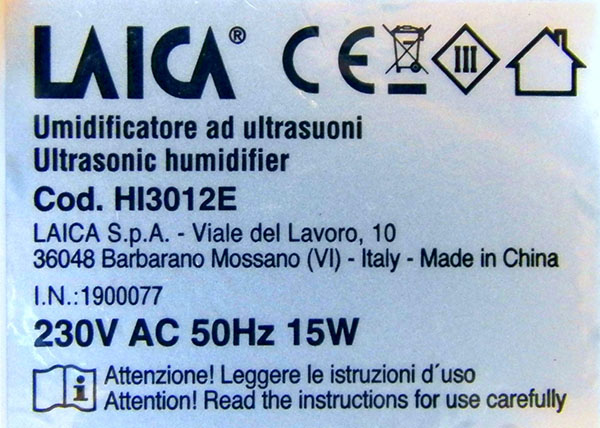 LAICA® CE III
Umidificatore ad ultrasuoni
Ultrasonic humidifier
Cod. HI3012E
LAICA S.p.A. - Viale del Lavoro, 10
36048 Barbarano Mossano (VI) - Italy - Made in China
I.N.:1900077
230V AC 50Hz 15W
i Attenzione! Leggere le istruzioni d´uso
Attention! Read the instructions for use carefully